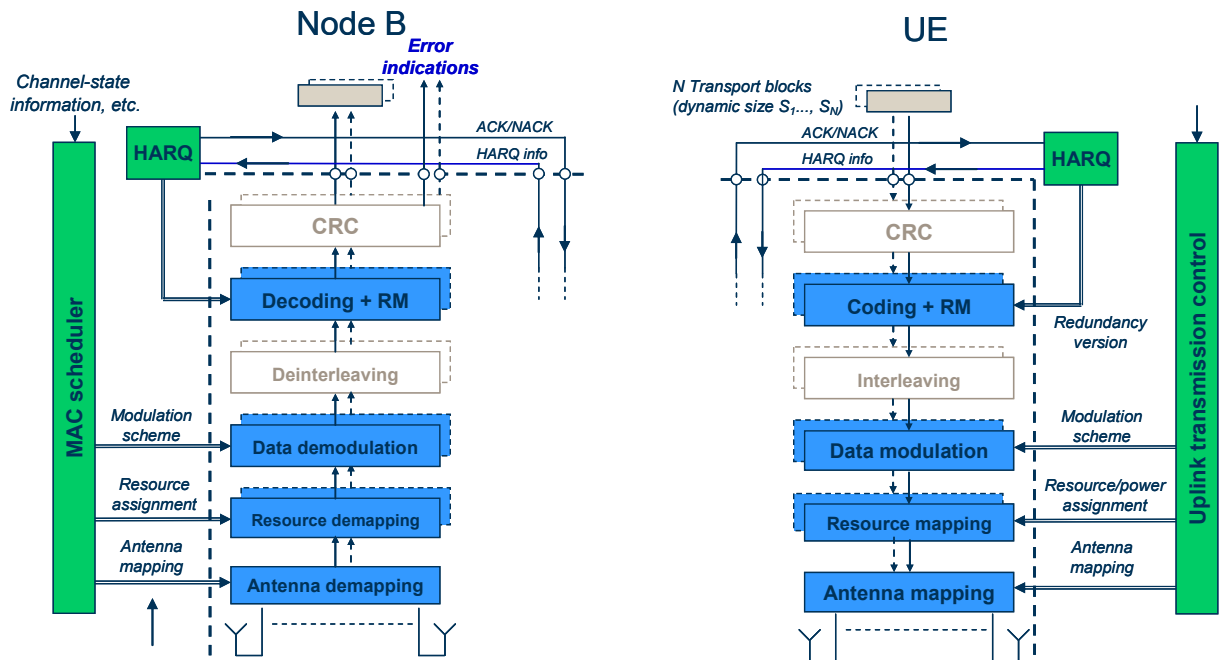 Node B
UE
Error
indications
Channel-state
information, etc.
N Transport blocks
(dynamic size S1..., SN)
ACK/NACK
HARQ
HARQ info
ACK/NACK
HARQ info
HARQ
CRC
CRC
Decoding + RM
Coding + RM
Redundancy
version
MAC scheduler
Uplink transmission control
Deinterleaving
Interleaving
Modulation
scheme
Data demodulation
Data modulation
Modulation
scheme
Resource
assignment
Resource demapping
Resource mapping
Resource/power
assignment
Antenna
mapping
Antenna demapping
Antenna mapping
Antenna
mapping